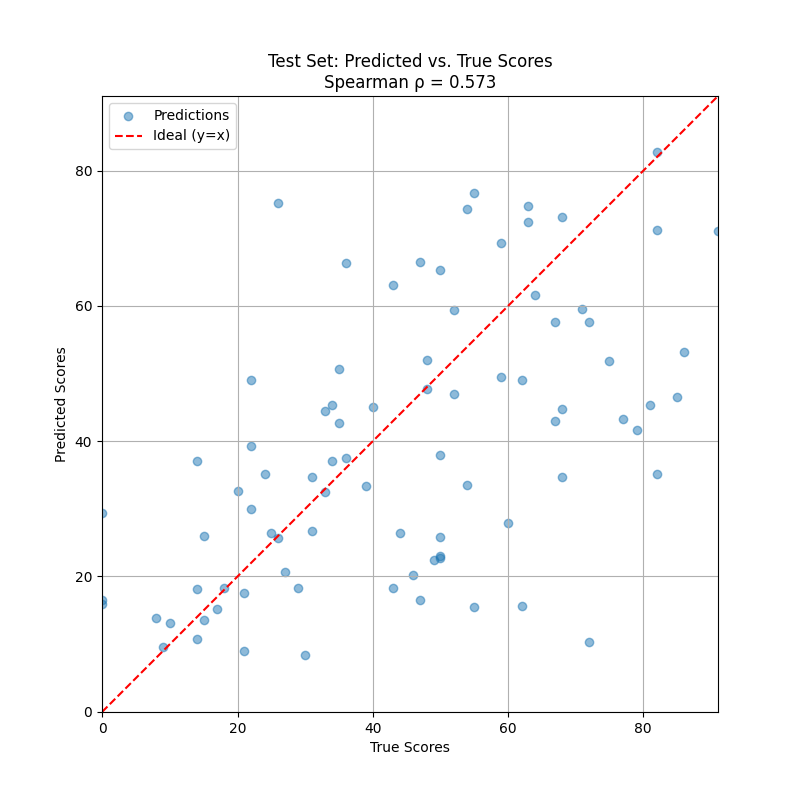 Test Set: Predicted vs. True Scores
Spearman ρ = 0.573
Predictions
Ideal (y=x)
80
60
40
20
0
Predicted Scores
0 20 40 60 80
True Scores